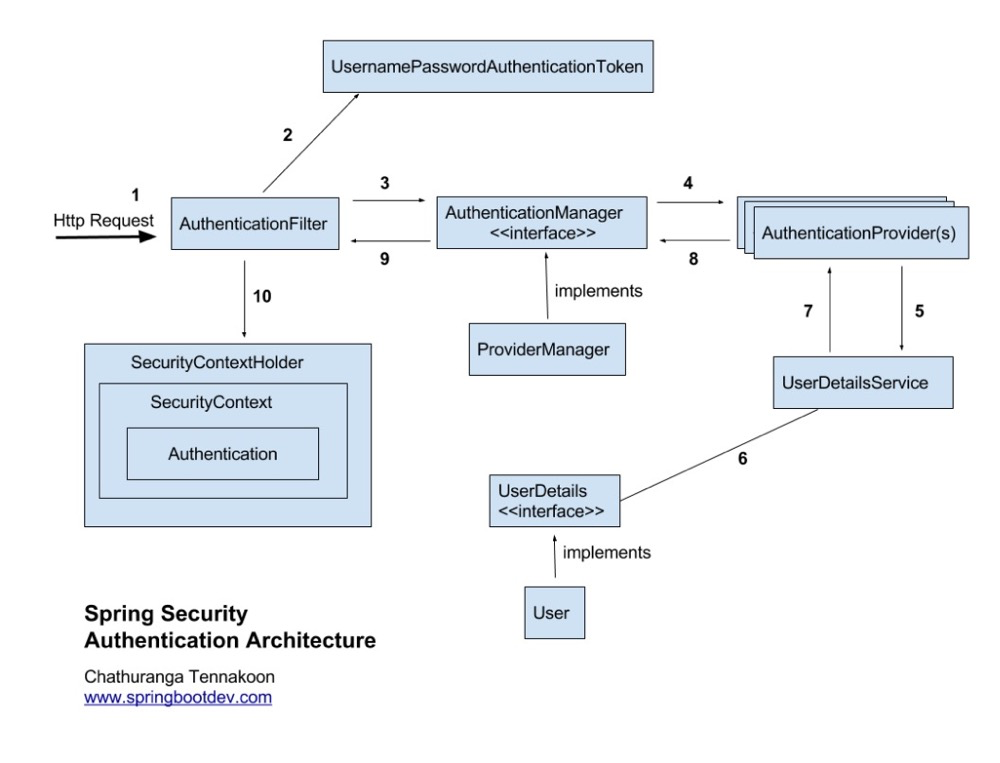 UsernamePasswordAuthenticationToken
2
1
Http Request
AuthenticationFilter
3
9
AuthenticationManager
<<interface>>
4
8
AuthenticationProvider(s)
10
implements
ProviderManager
7
5
UserDetailsService
SecurityContextHolder
SecurityContext
Authentication
6
UserDetails
<<interface>>
implements
User
Spring Security
Authentication Architecture
Chathuranga Tennakoon
www.springbootdev.com